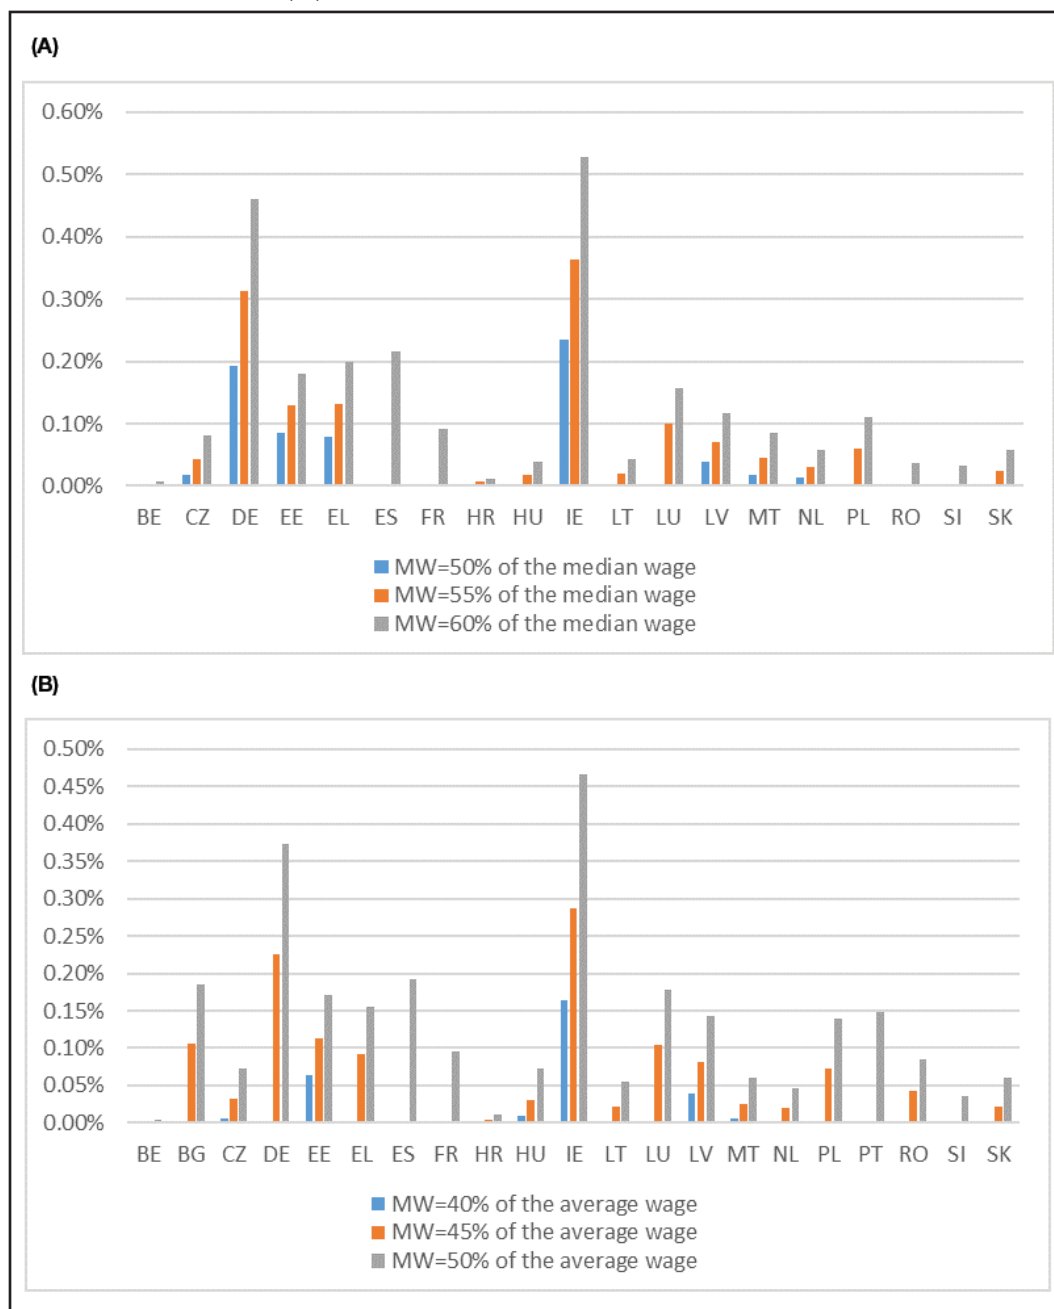 (A)
0.60%
0.50%
0.40%
0.30%
0.20%
0.10%
0.00%
BE CZ DE EE EL ES FR HR HU IE LT LU LV MT NL PL RO SI SK
MW=50% of the median wage
MW=55% of the median wage
MW=60% of the median wage
(B)
0.50%
0.45%
0.40%
0.35%
0.30%
0.25%
0.20%
0.15%
0.10%
0.05%
0.00%
BE BG CZ DE EE EL ES FR HR HU IE LT LU LV MT NL PL PT RO SI SK
MW=40% of the average wage
MW=45% of the average wage
MW=50% of the average wage